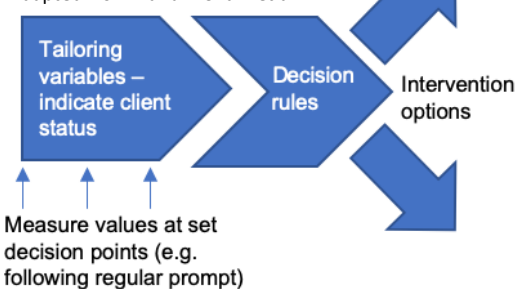 Tailoring
variables –
indicate client
status
Decision
rules
Intervention
options
Measure values at set
decision points (e.g.
following regular prompt)